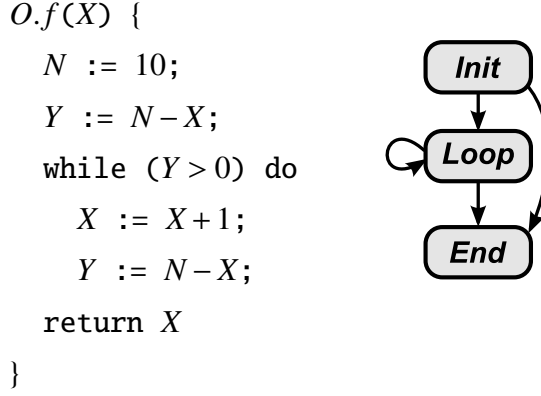 O.f(X) {
N := 10;
Y := N−X;
while (Y > 0) do
X := X+1;
Y := N−X;
return X
}
Init
Loop
End